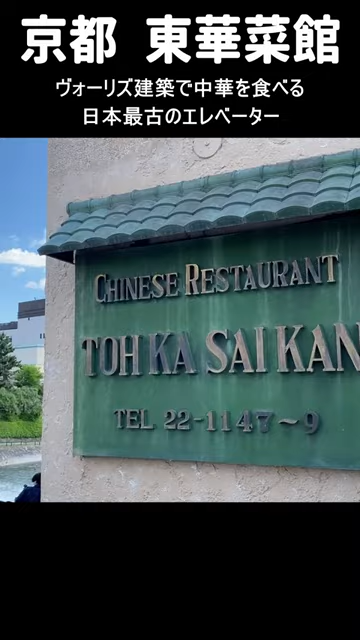 京都 東華菜館
ヴォーリズ建築で中華を食べる
日本最古のエレベーター
CHINESE RESTAURANT
TOH KA SAIKAN
TEL 22-1147~9